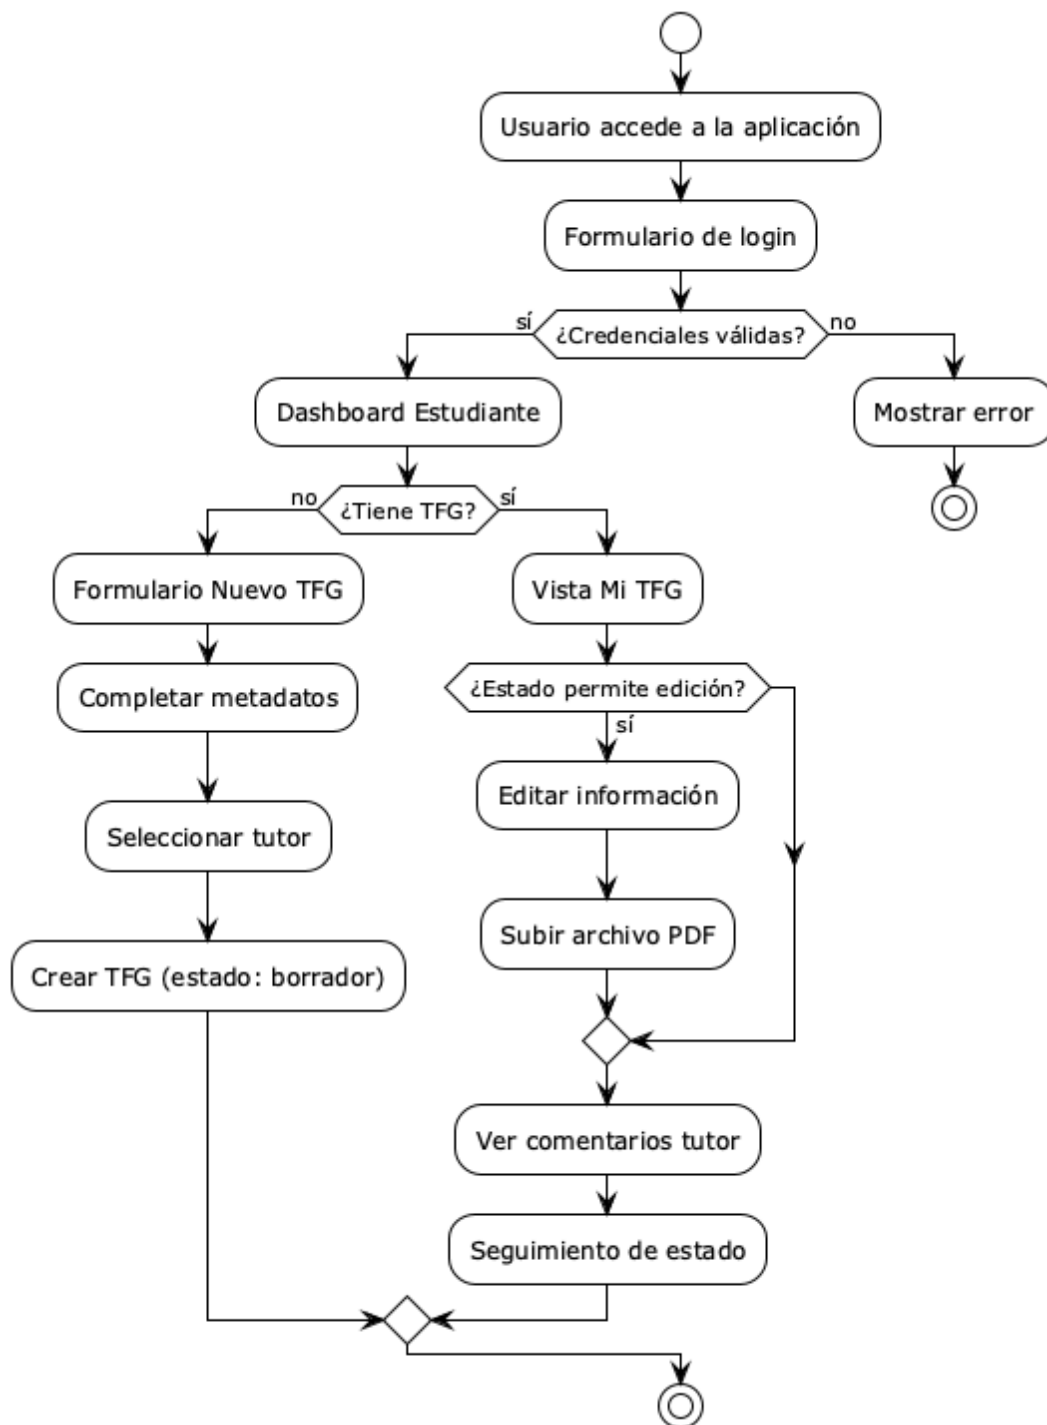 Usuario accede a la aplicación
Formulario de login
sí
¿Credenciales válidas?
no
Dashboard Estudiante
Mostrar error
no
¿Tiene TFG?
sí
Formulario Nuevo TFG
Vista Mi TFG
Completar metadatos
¿Estado permite edición?
sí
Editar información
Seleccionar tutor
Subir archivo PDF
Crear TFG (estado: borrador)
Ver comentarios tutor
Seguimiento de estado